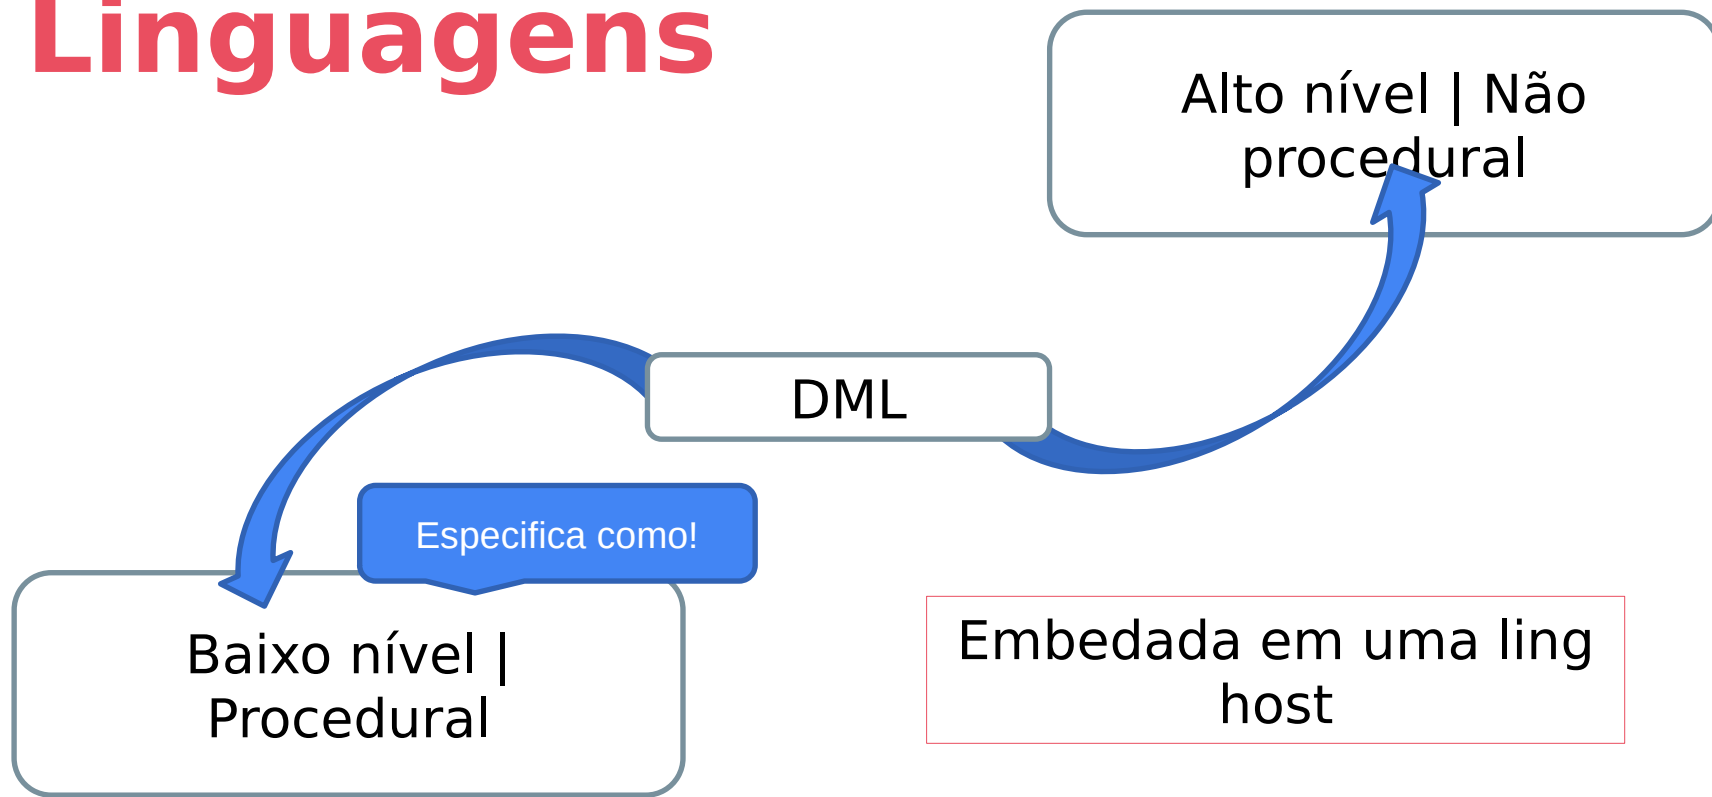 Linguagens
Alto nível | Não
procedural
DML
Especifica como!
Baixo nível |
Procedural
Embedada em uma ling
host